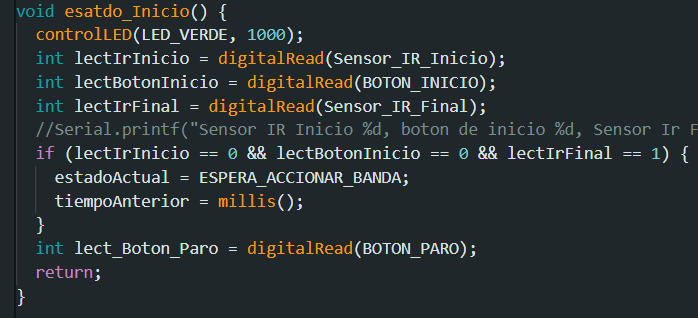 void esatdo_Inicio() {
controlLED(LED_VERDE, 1000);
int lectIrInicio = digitalRead(Sensor_IR_Inicio);
int lectBotonInicio = digitalRead(BOTON_INICIO);
int lectIrFinal = digitalRead(Sensor_IR_Final);
//Serial.printf("Sensor IR Inicio %d, boton de inicio %d, Sensor Ir F
if (lectIrInicio == 0 && lectBotonInicio == 0 && lectIrFinal == 1) {
estadoActual = ESPERA_ACCIONAR_BANDA;
tiempoAnterior = millis();
}
int lect_Boton_Paro = digitalRead(BOTON_PARO);
return;
}